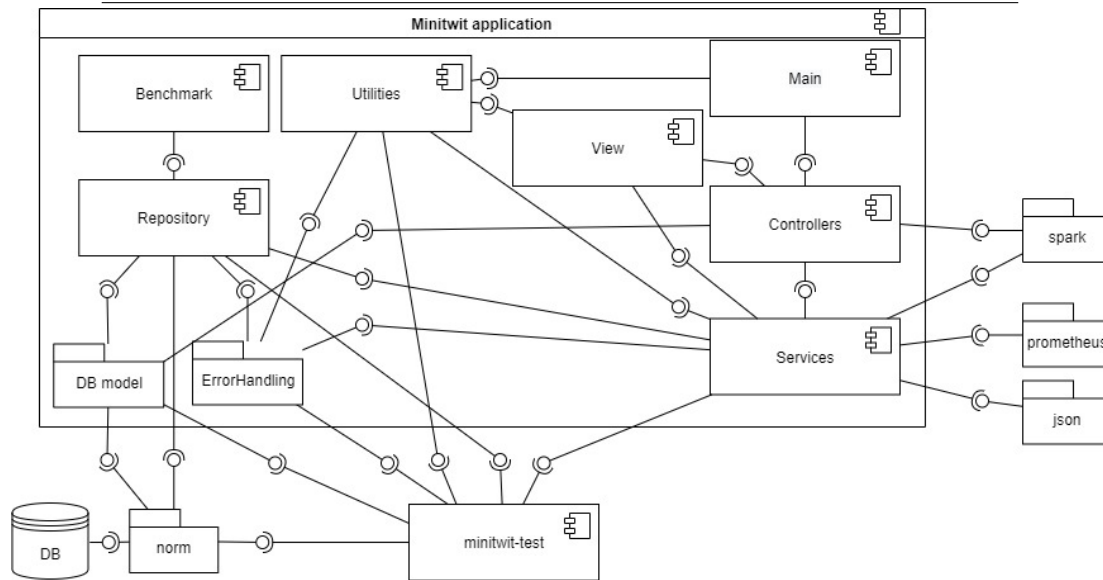 Minitwit application
Benchmark
Utilities
Main
View
Repository
Controllers
spark
Services
prometheus
DB model
ErrorHandling
json
DB
norm
minitwit-test